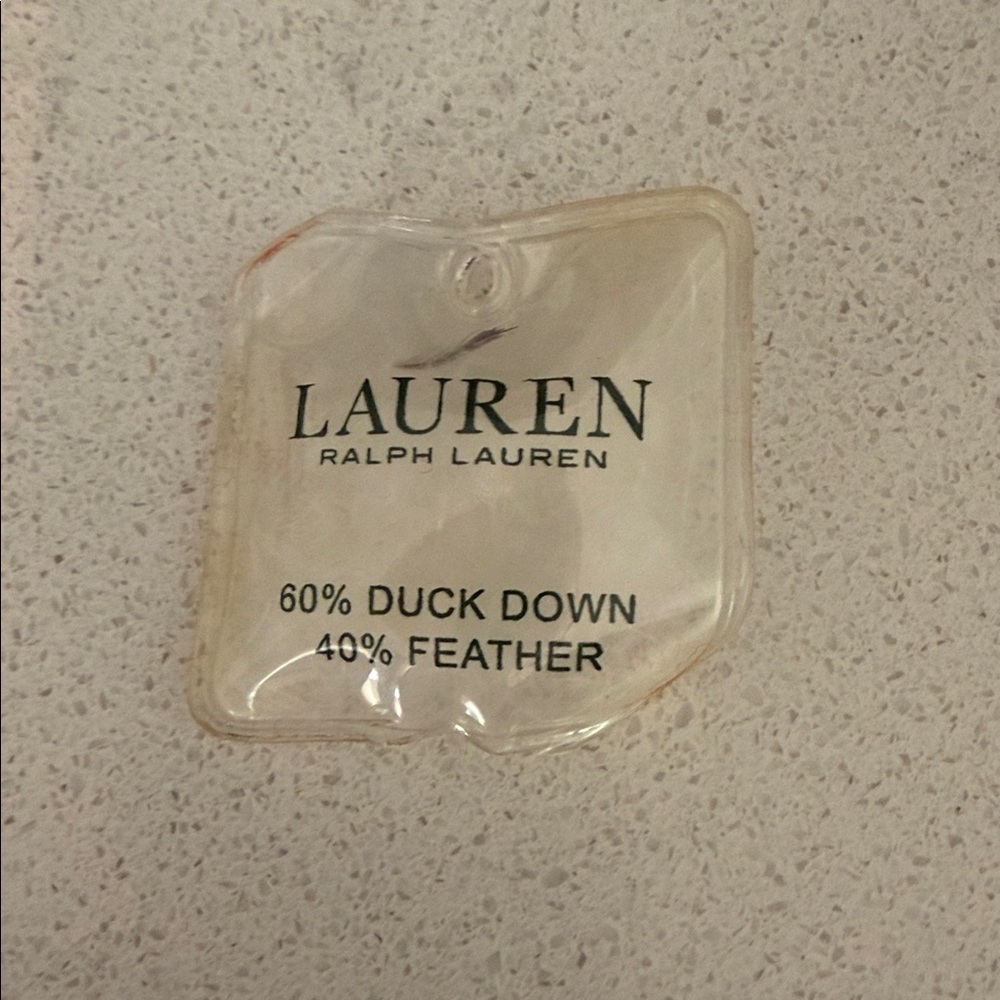 LAUREN
RALPH LAUREN
60% DUCK DOWN
40% FEATHER